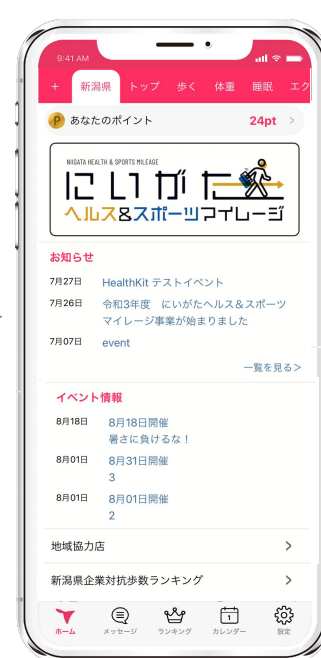 9:41 AM
+ 新潟県 トップ 歩く 体重 睡眠 エク
P あなたのポイント 24pt >
NIIGATA HEALTH & SPORTS MILEAGE
にいがた
ヘルス&スポーツマイレージ
お知らせ
7月27日 HealthKit テストイベント
7月26日 令和3年度 にいがたヘルス＆スポーツ
マイレージ事業が始まりました
7月07日 event
一覧を見る>
イベント情報
8月18日 8月18日開催
暑さに負けるな！
8月01日 8月31日開催
3
8月01日 8月01日開催
2
地域協力店 >
新潟県企業対抗歩数ランキング >
ホーム メッセージ ランキング 1 カレンダー 設定